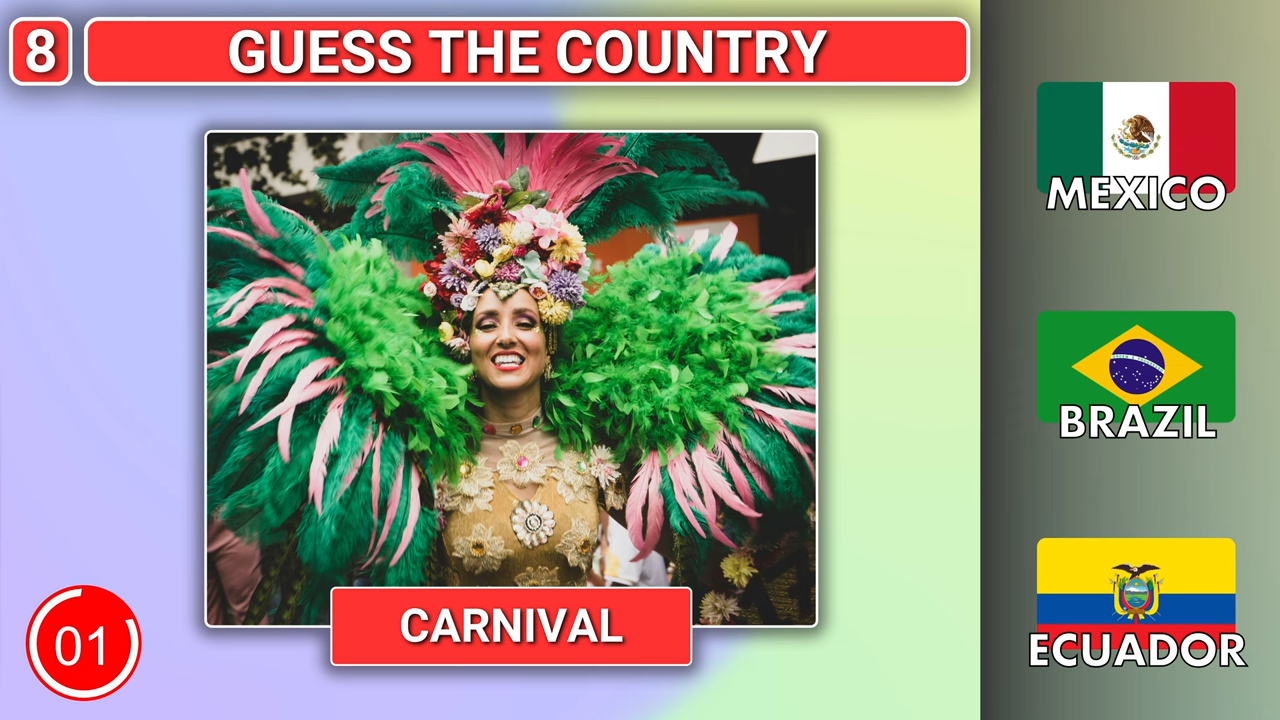 8
GUESS THE COUNTRY
CARNIVAL
01
MEXICO
BRAZIL
ECUADOR